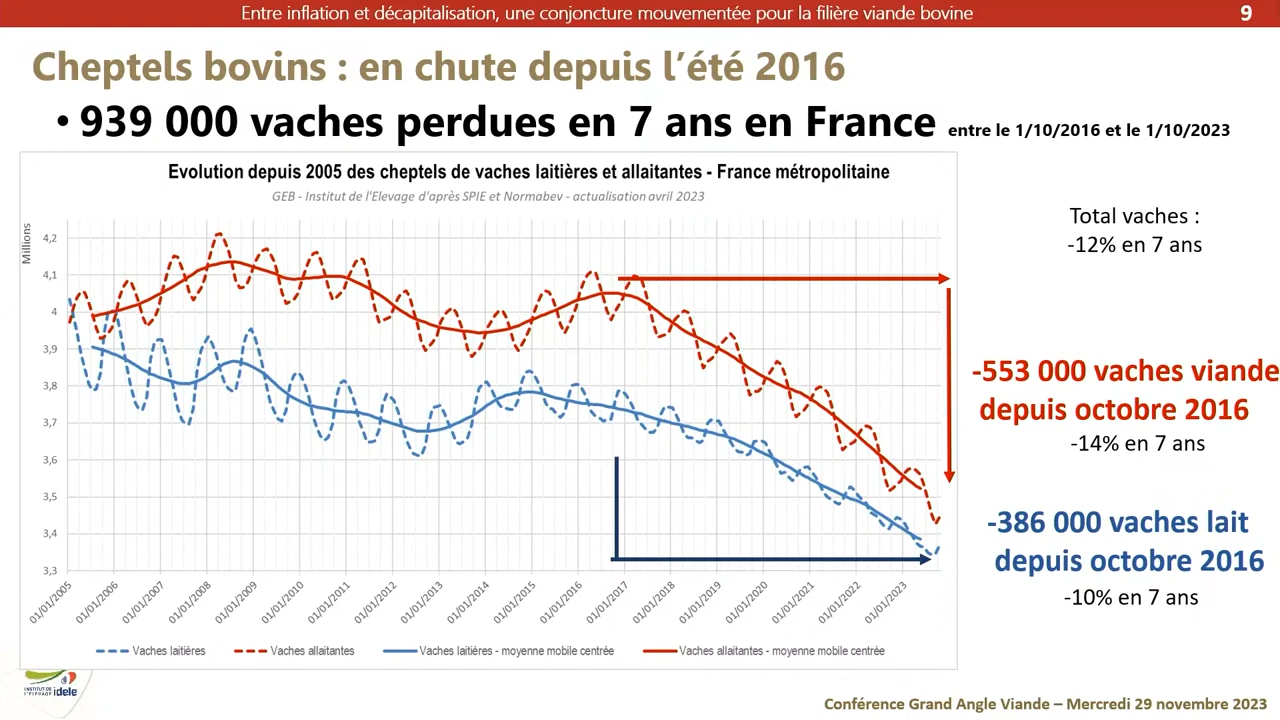 Entre inflation et décapitalisation, une conjoncture mouvementée pour la filière viande bovine
9
Cheptels bovins : en chute depuis l'été 2016
• 939 000 vaches perdues en 7 ans en France entre le 1/10/2016 et le 1/10/2023
Evolution depuis 2005 des cheptels de vaches laitières et allaitantes - France métropolitaine
GEB - Institut de l'Elevage d'après SPIE et Normabev - actualisation avril 2023
Millions
4,2
4,1
4
3,9
3,8
3,7
3,6
3,5
3,4
3,3
01/01/2005
01/01/2006
01/01/2007
01/01/2008
01/01/2009
01/01/2010
01/01/2011
01/01/2012
01/01/2013
01/01/2014
01/01/2015
01/01/2016
01/01/2017
01/01/2018
01/01/2019
01/01/2020
01/01/2021
01/01/2022
01/01/2023
Vaches laitières
Vaches allaitantes
Vaches laitières - moyenne mobile centrée
Vaches allaitantes - moyenne mobile centrée
Total vaches :
-12% en 7 ans
-553 000 vaches viande
depuis octobre 2016
-14% en 7 ans
-386 000 vaches lait
depuis octobre 2016
-10% en 7 ans
INSTITUT DE
L'ELEVAGE idele
Conférence Grand Angle Viande – Mercredi 29 novembre 2023